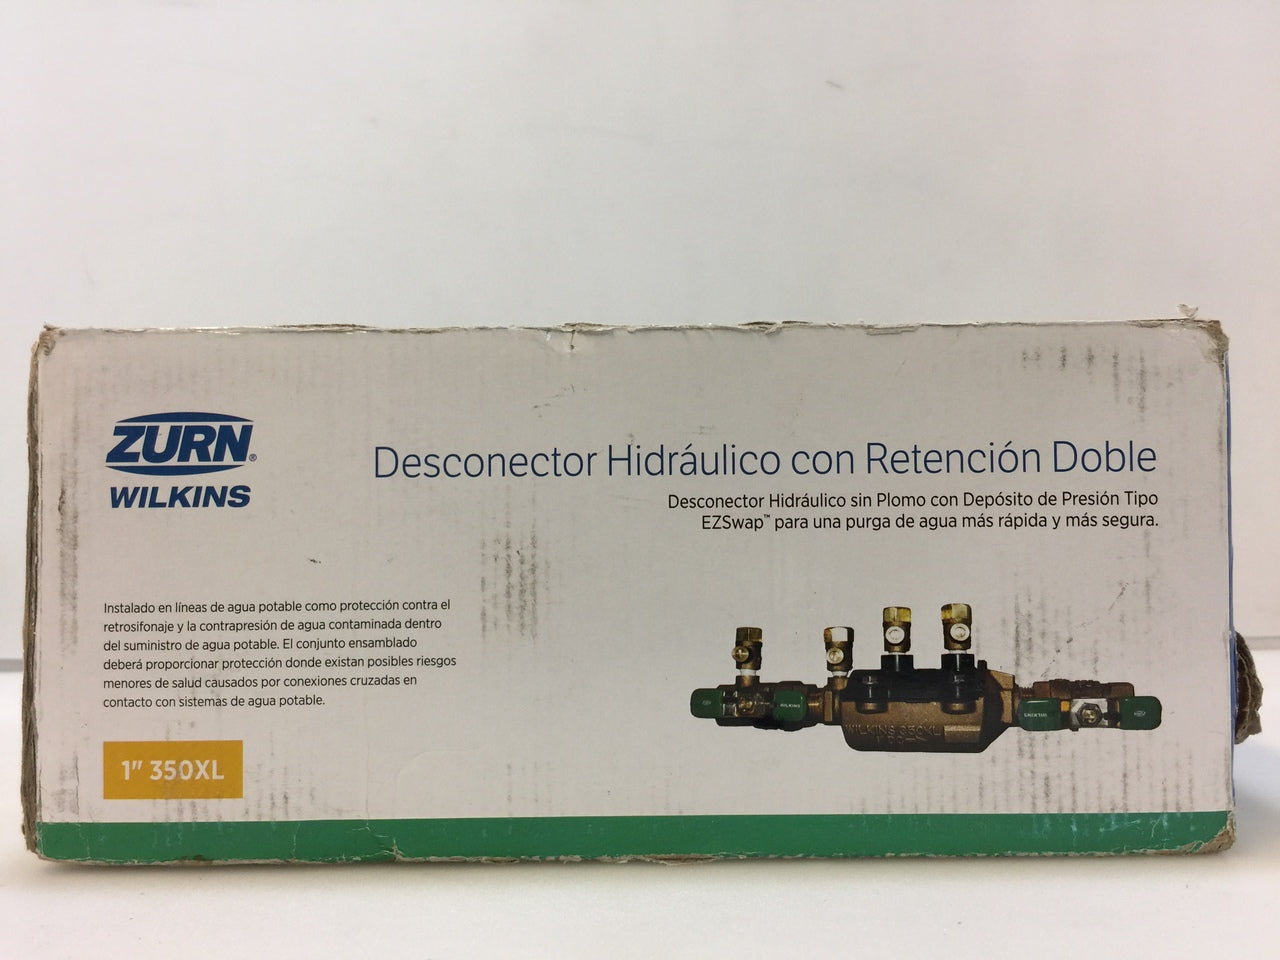 ZURN®
WILKINS
Desconector Hidráulico con Retención Doble
Desconector Hidráulico sin Plomo con Depósito de Presión Tipo
EZSwap™ para una purga de agua más rápida y más segura.
Instalado en líneas de agua potable como protección contra el
retrosifonaje y la contrapresión de agua contaminada dentro
del suministro de agua potable. El conjunto ensamblado
deberá proporcionar protección donde existan posibles riesgos
menores de salud causados por conexiones cruzadas en
contacto con sistemas de agua potable.
WILKINS
WILKINS
WILKINS 350XL
1" 350XL